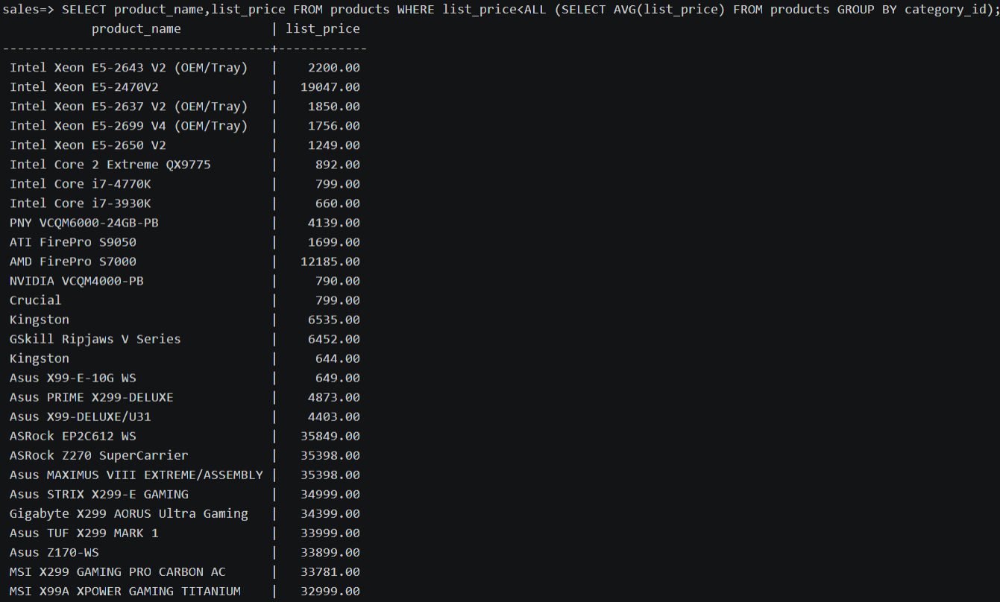 sales=> SELECT product_name,list_price FROM products WHERE list_price<ALL (SELECT AVG(list_price) FROM products GROUP BY category_id);
            product_name            | list_price
------------------------------------+------------
 Intel Xeon E5-2643 V2 (OEM/Tray)   |    2200.00
 Intel Xeon E5-2470V2               |   19047.00
 Intel Xeon E5-2637 V2 (OEM/Tray)   |    1850.00
 Intel Xeon E5-2699 V4 (OEM/Tray)   |    1756.00
 Intel Xeon E5-2650 V2              |    1249.00
 Intel Core 2 Extreme QX9775        |     892.00
 Intel Core i7-4770K                |     799.00
 Intel Core i7-3930K                |     660.00
 PNY VCQM6000-24GB-PB               |    4139.00
 ATI FirePro S9050                  |    1699.00
 AMD FirePro S7000                  |   12185.00
 NVIDIA VCQM4000-PB                 |     790.00
 Crucial                            |     799.00
 Kingston                           |    6535.00
 GSkill Ripjaws V Series            |    6452.00
 Kingston                           |     644.00
 Asus X99-E-10G WS                  |     649.00
 Asus PRIME X299-DELUXE             |    4873.00
 Asus X99-DELUXE/U31                |    4403.00
 ASRock EP2C612 WS                  |   35849.00
 ASRock Z270 SuperCarrier           |   35398.00
 Asus MAXIMUS VIII EXTREME/ASSEMBLY |   35398.00
 Asus STRIX X299-E GAMING           |   34999.00
 Gigabyte X299 AORUS Ultra Gaming   |   34399.00
 Asus TUF X299 MARK 1               |   33999.00
 Asus Z170-WS                       |   33899.00
 MSI X299 GAMING PRO CARBON AC      |   33781.00
 MSI X99A XPOWER GAMING TITANIUM    |   32999.00